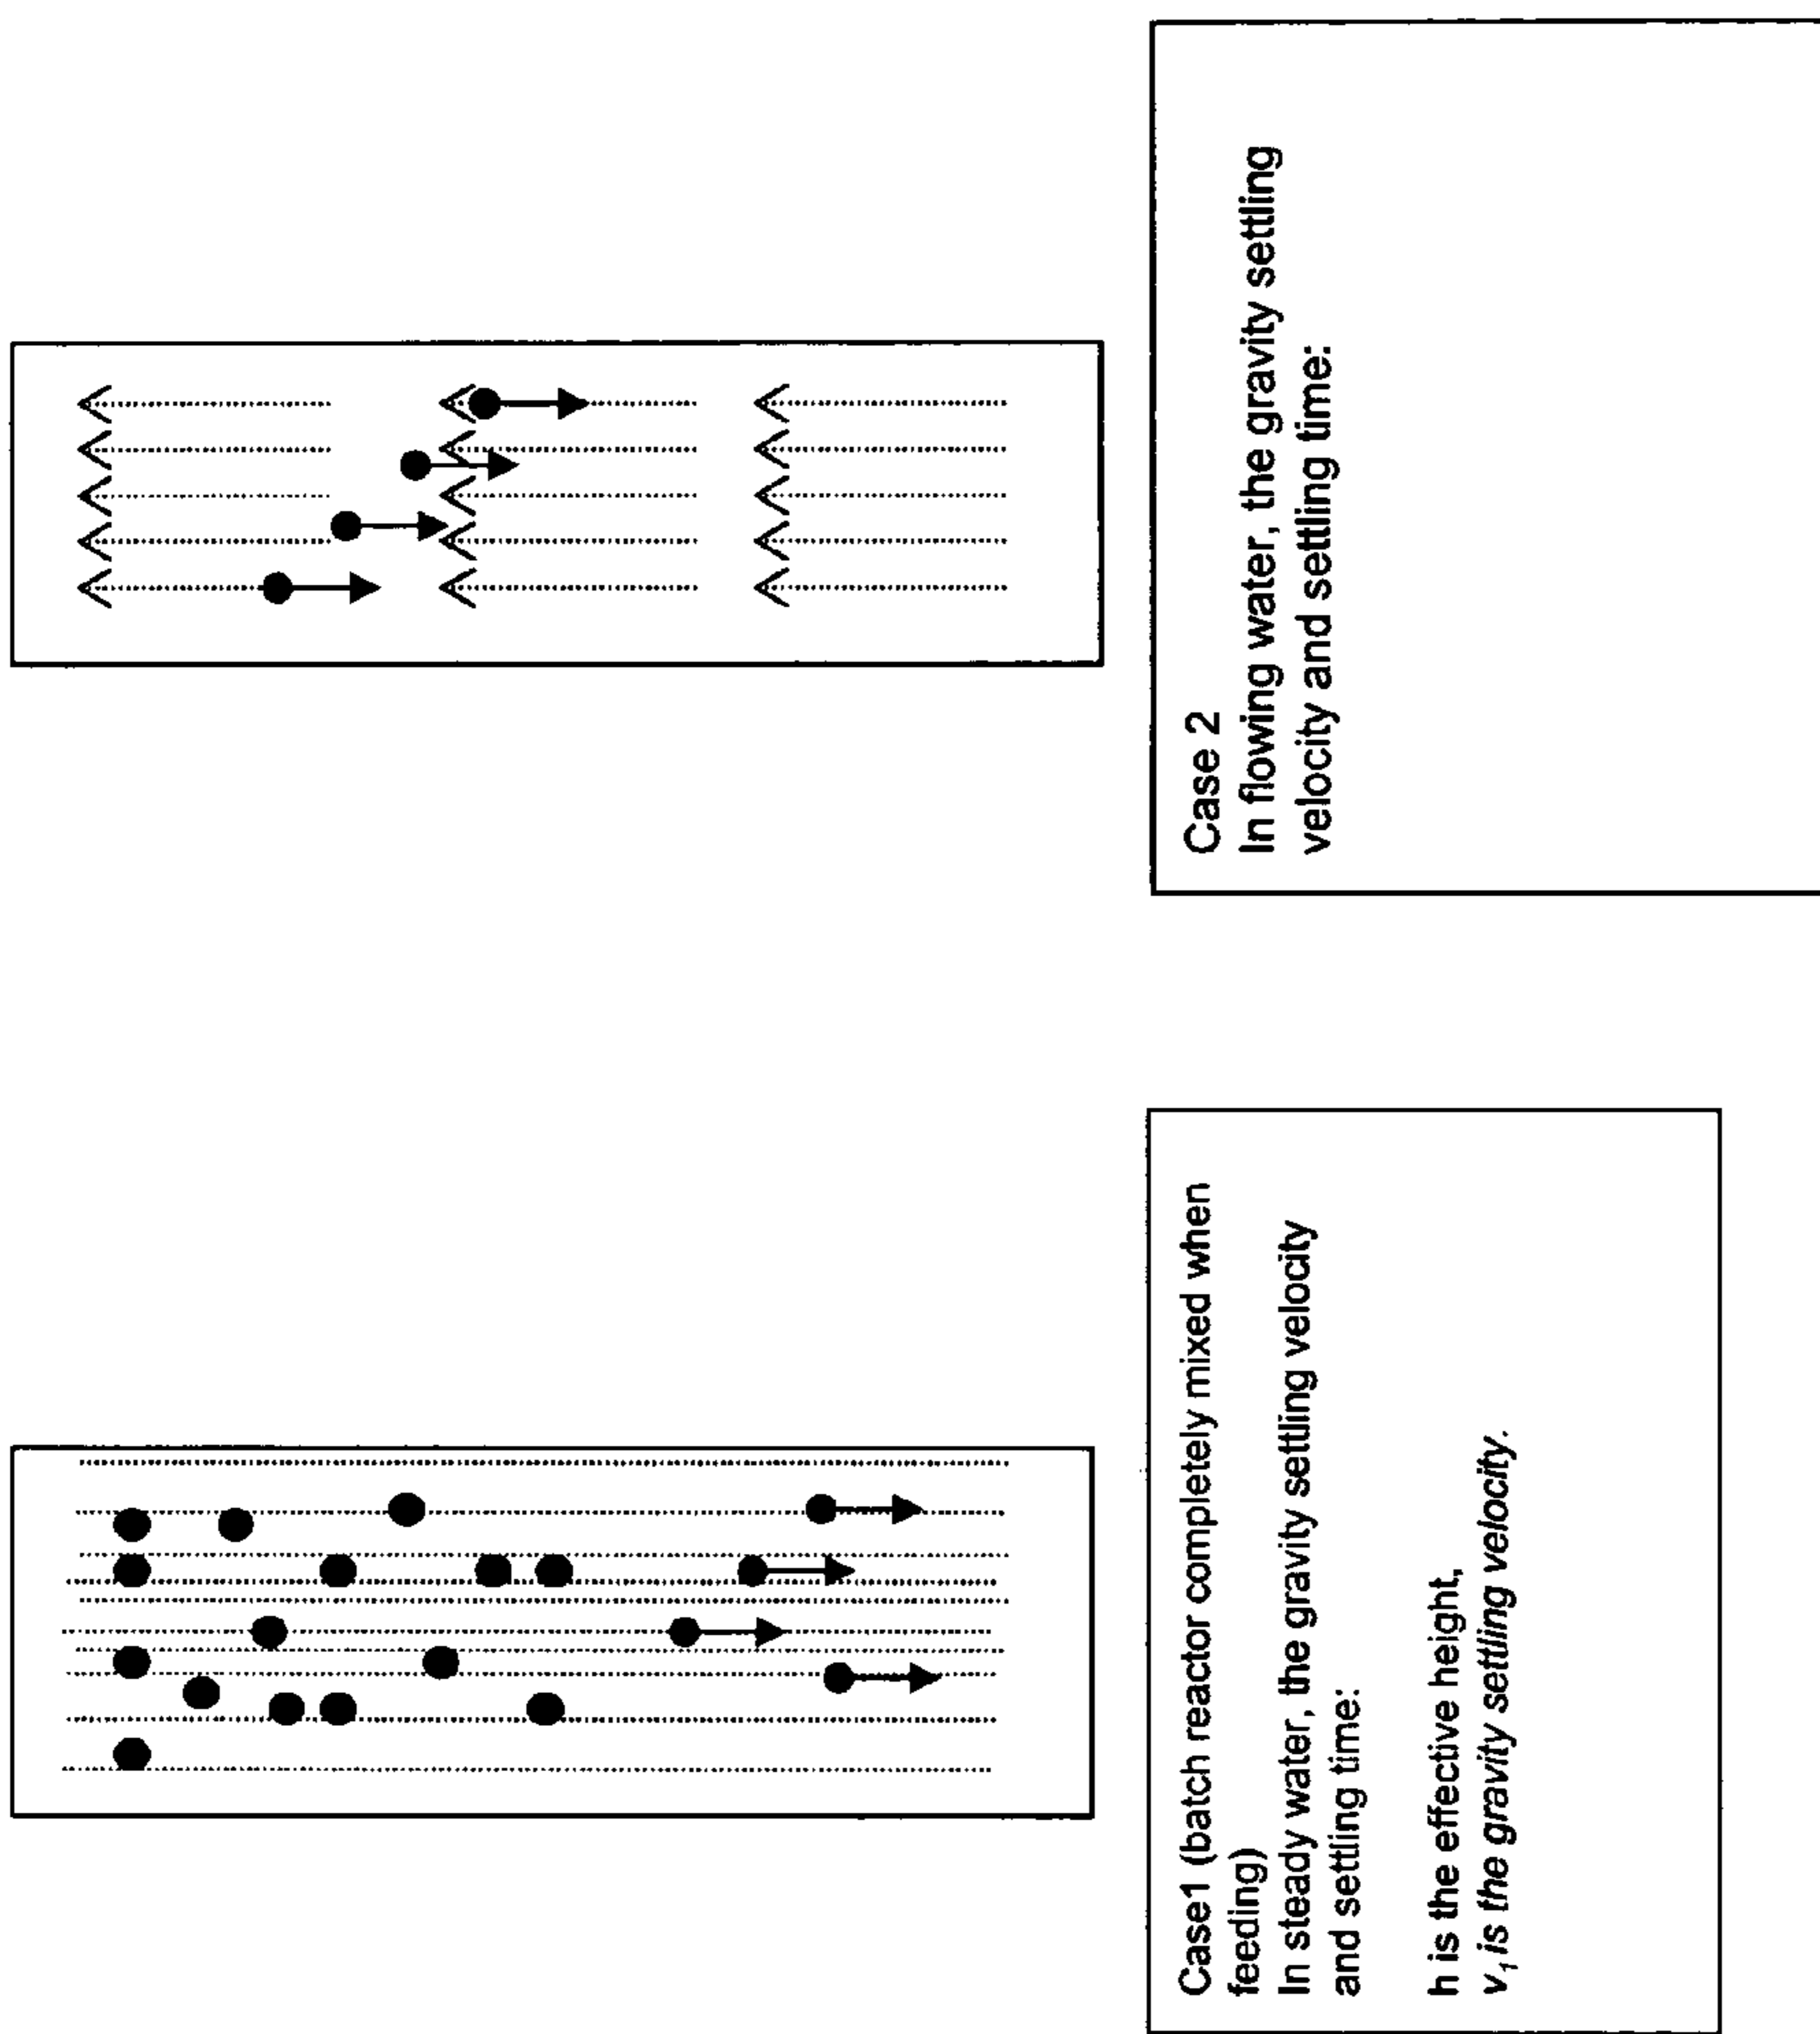 Case1 (batch reactor completely mixed when
feeding)
In steady water, the gravity settling velocity
and settling time:
h is the effective height,
v₁ is the gravity settling velocity.
Case 2
In flowing water, the gravity settling
velocity and settling time: